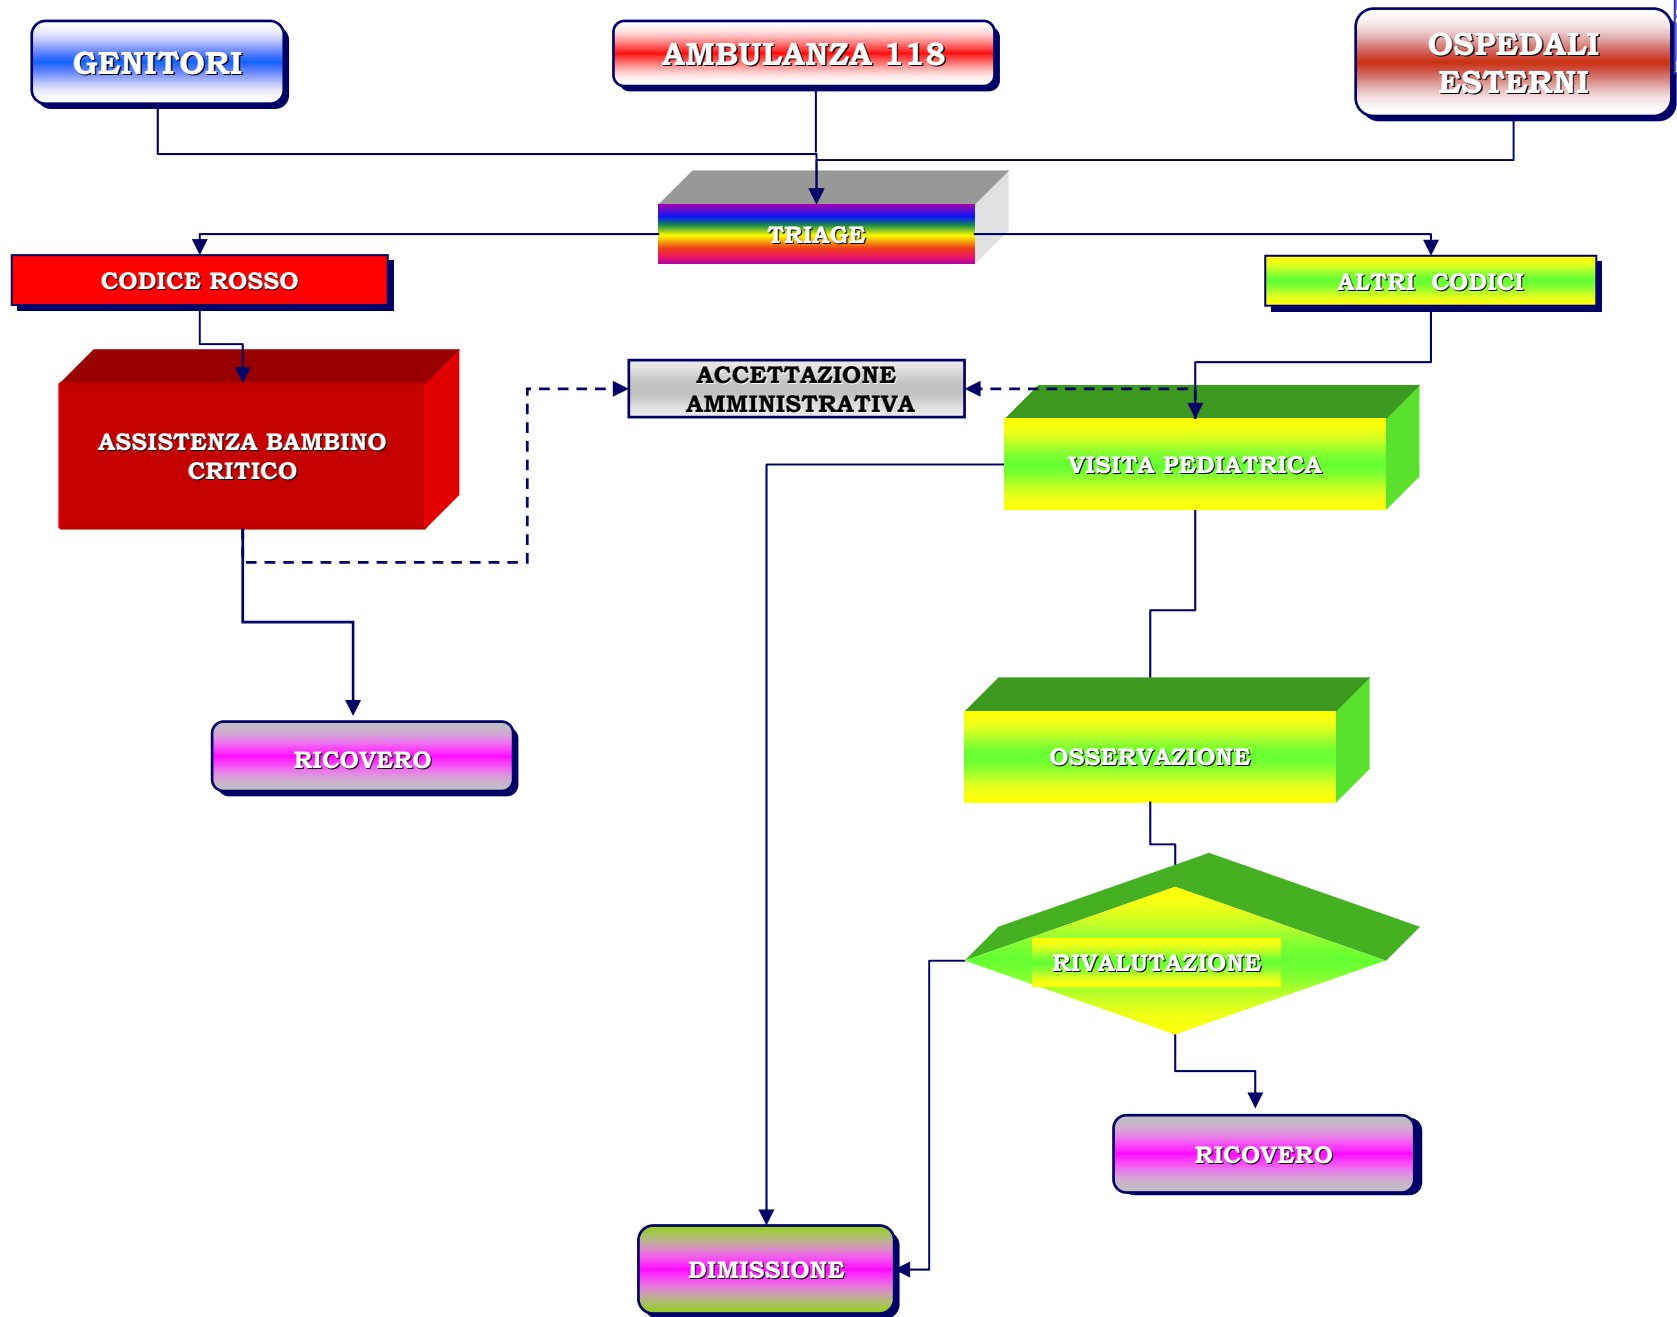 GENITORI
AMBULANZA 118
OSPEDALI
ESTERNI
TRIAGE
CODICE ROSSO
ALTRI CODICI
ACCETTAZIONE
AMMINISTRATIVA
ASSISTENZA BAMBINO
CRITICO
VISITA PEDIATRICA
RICOVERO
OSSERVAZIONE
RIVALUTAZIONE
RICOVERO
DIMISSIONE